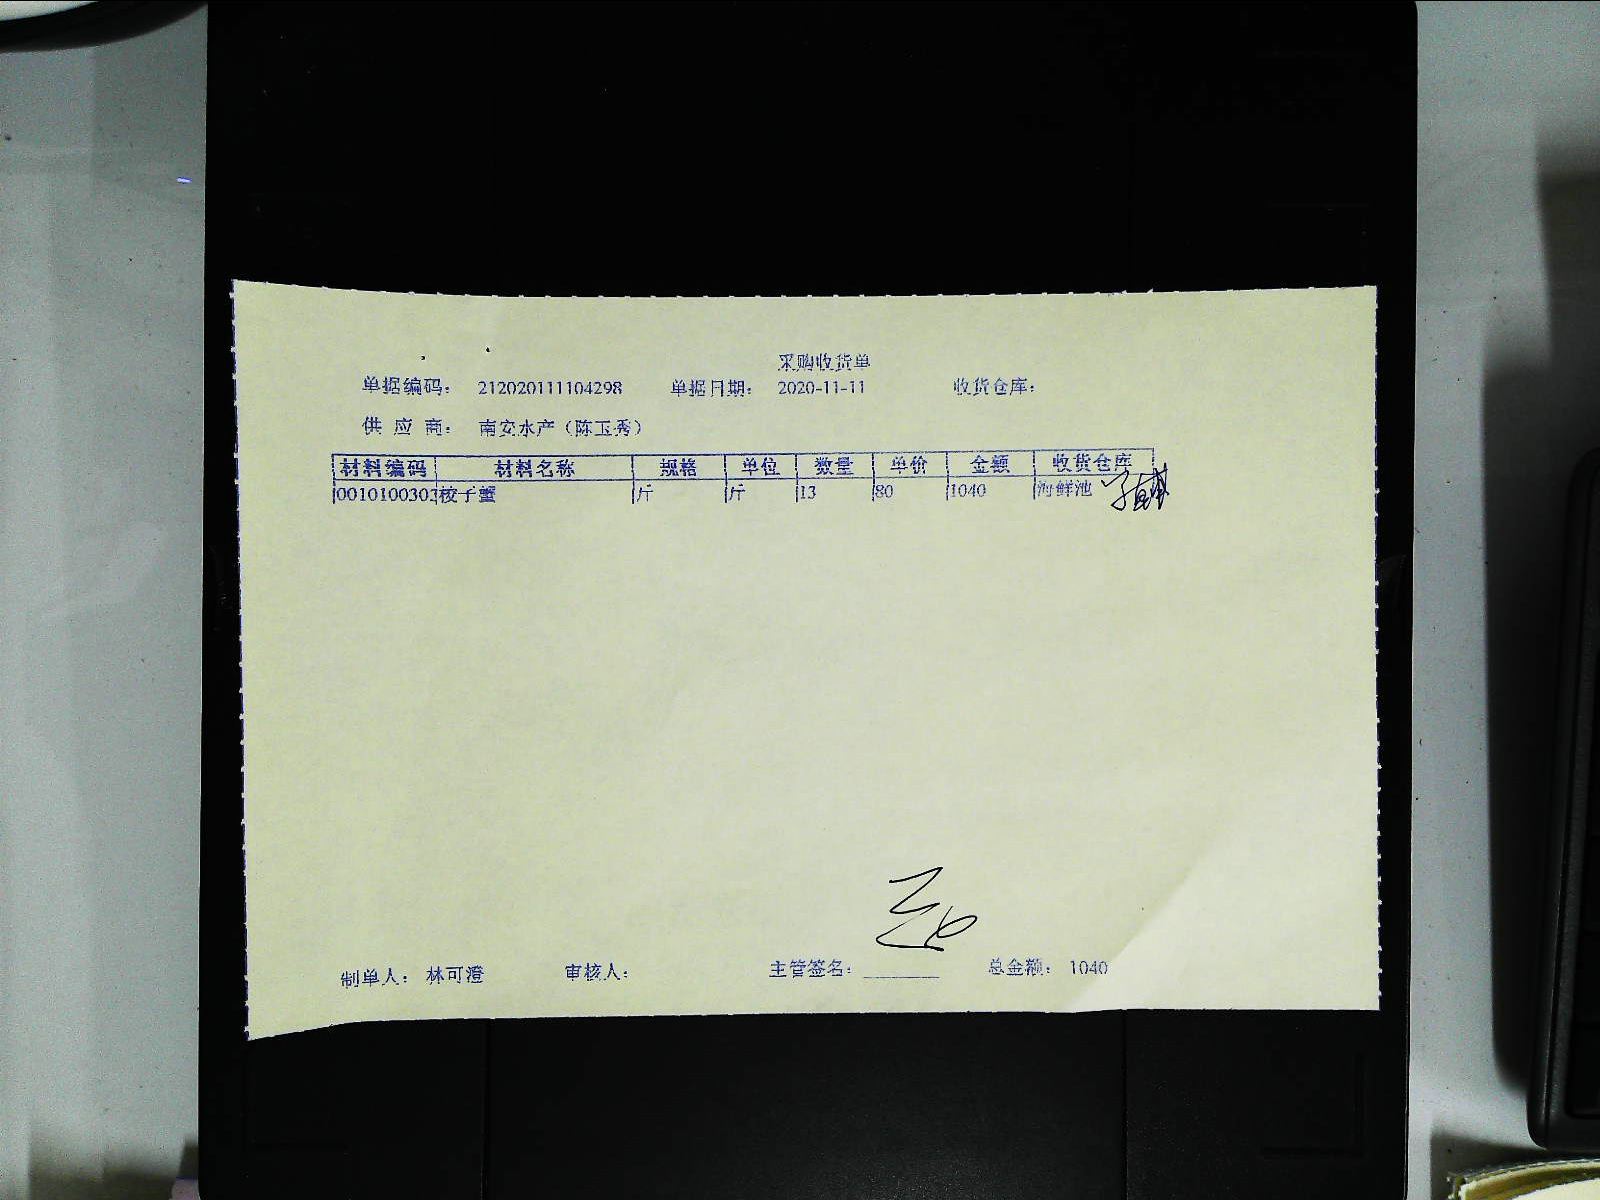 采购收货单
单据编码： 212020111104298 单据日期： 2020-11-11 收货仓库：
供 应 商： 南安水产（陈玉秀）
材料编码 材料名称 规格 单位 数量 单价 金额 收货仓库
0010100303 梭子蟹 斤 斤 13 80 1040 海鲜池
制单人： 林可澄 审核人： 主管签名： 总金额： 1040